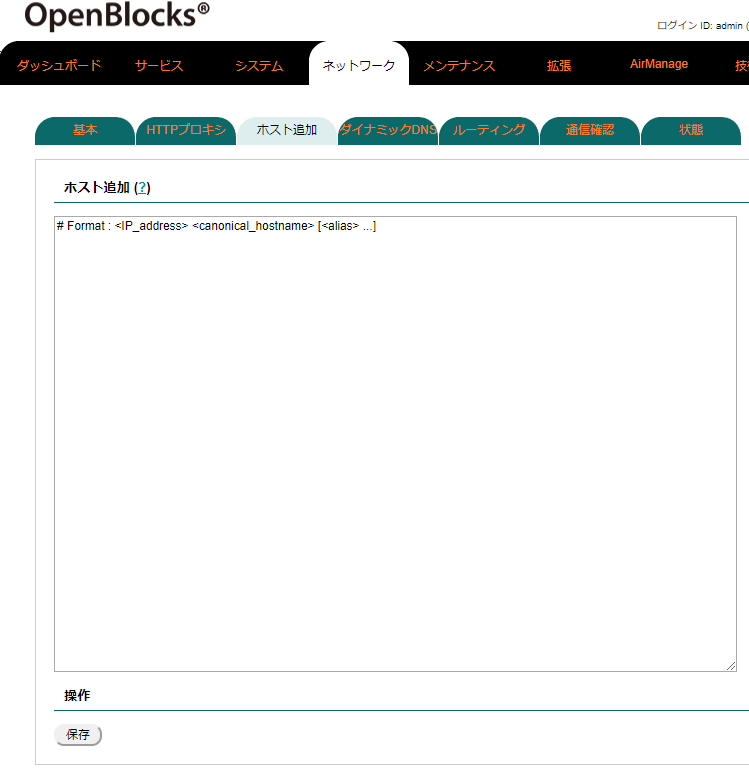 OpenBlocks®
ログイン ID: admin (
ダッシュボード サービス システム ネットワーク メンテナンス 拡張 AirManage 技
基本 HTTPプロキシ ホスト追加 ダイナミックDNS ルーティング 通信確認 状態
ホスト追加 (?)
# Format : <IP_address> <canonical_hostname> [<alias> ...]
操作
保存